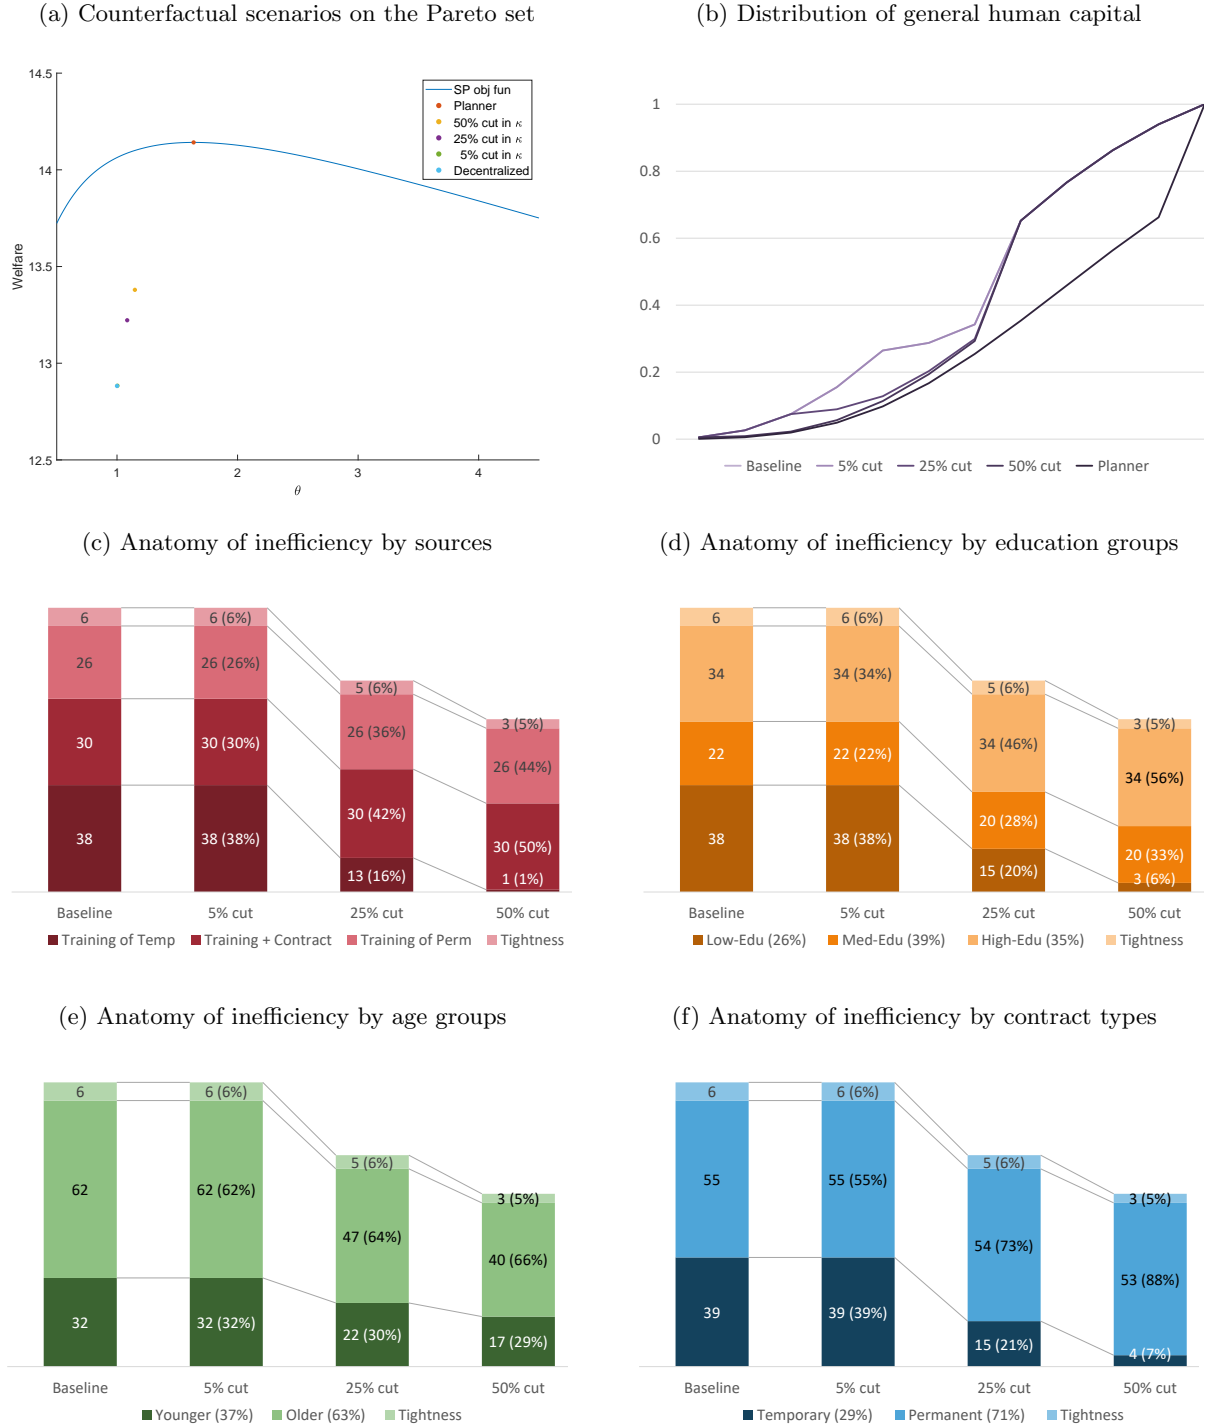 (a) Counterfactual scenarios on the Pareto set
14.5
14
13.5
13
12.5
Welfare
1 2 3 4
θ
SP obj fun
Planner
50% cut in κ
25% cut in κ
5% cut in κ
Decentralized
(b) Distribution of general human capital
1
0.8
0.6
0.4
0.2
0
Baseline 5% cut 25% cut 50% cut Planner
(c) Anatomy of inefficiency by sources
6 6 (6%)
26 26 (26%) 5 (6%)
26 (36%) 3 (5%)
30 30 (30%) 26 (44%)
30 (42%)
38 38 (38%) 30 (50%)
13 (16%) 1 (1%)
Baseline 5% cut 25% cut 50% cut
Training of Temp Training + Contract Training of Perm Tightness
(d) Anatomy of inefficiency by education groups
6 6 (6%)
34 34 (34%) 5 (6%)
34 (46%) 3 (5%)
22 22 (22%) 34 (56%)
20 (28%)
38 38 (38%) 20 (33%)
15 (20%) 3 (6%)
Baseline 5% cut 25% cut 50% cut
Low-Edu (26%) Med-Edu (39%) High-Edu (35%) Tightness
(e) Anatomy of inefficiency by age groups
6 6 (6%)
5 (6%)
62 62 (62%) 3 (5%)
47 (64%)
40 (66%)
32 32 (32%) 22 (30%) 17 (29%)
Baseline 5% cut 25% cut 50% cut
Younger (37%) Older (63%) Tightness
(f) Anatomy of inefficiency by contract types
6 6 (6%)
5 (6%)
55 55 (55%) 3 (5%)
54 (73%)
53 (88%)
39 39 (39%) 15 (21%) 4 (7%)
Baseline 5% cut 25% cut 50% cut
Temporary (29%) Permanent (71%) Tightness